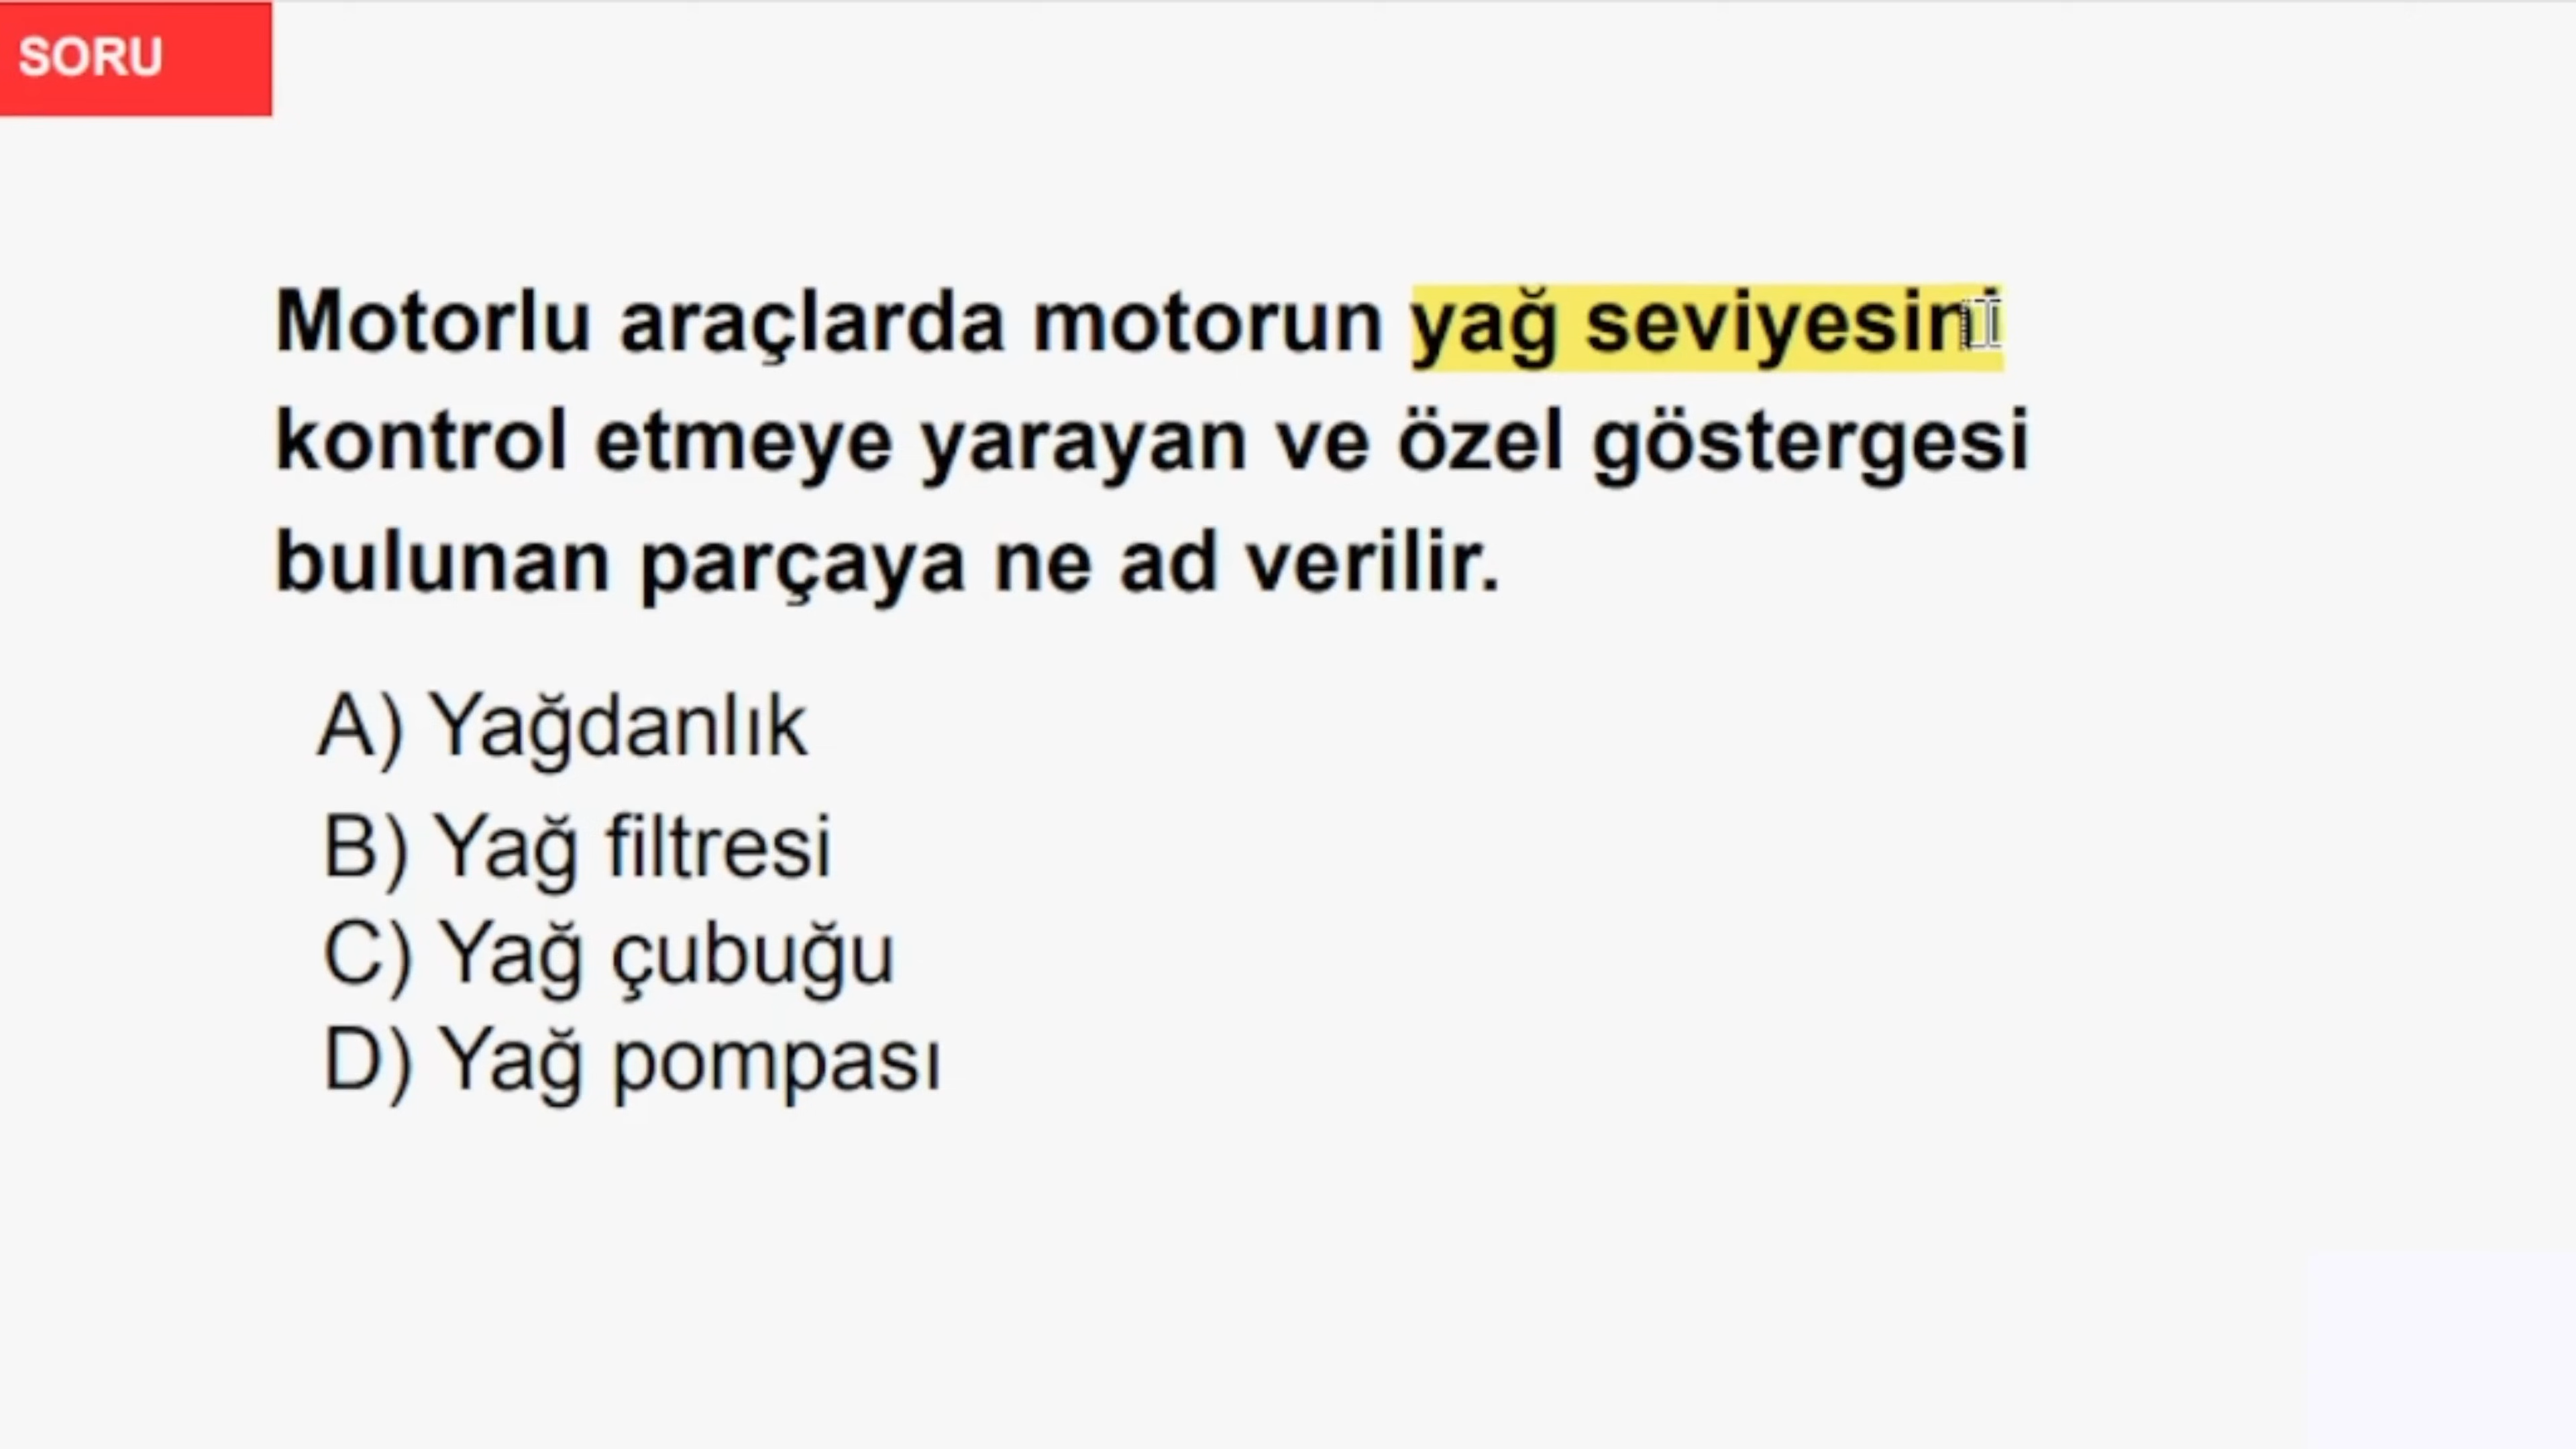 SORU
Motorlu araçlarda motorun yağ seviyesini
kontrol etmeye yarayan ve özel göstergesi
bulunan parçaya ne ad verilir.
A) Yağdanlık
B) Yağ filtresi
C) Yağ çubuğu
D) Yağ pompası